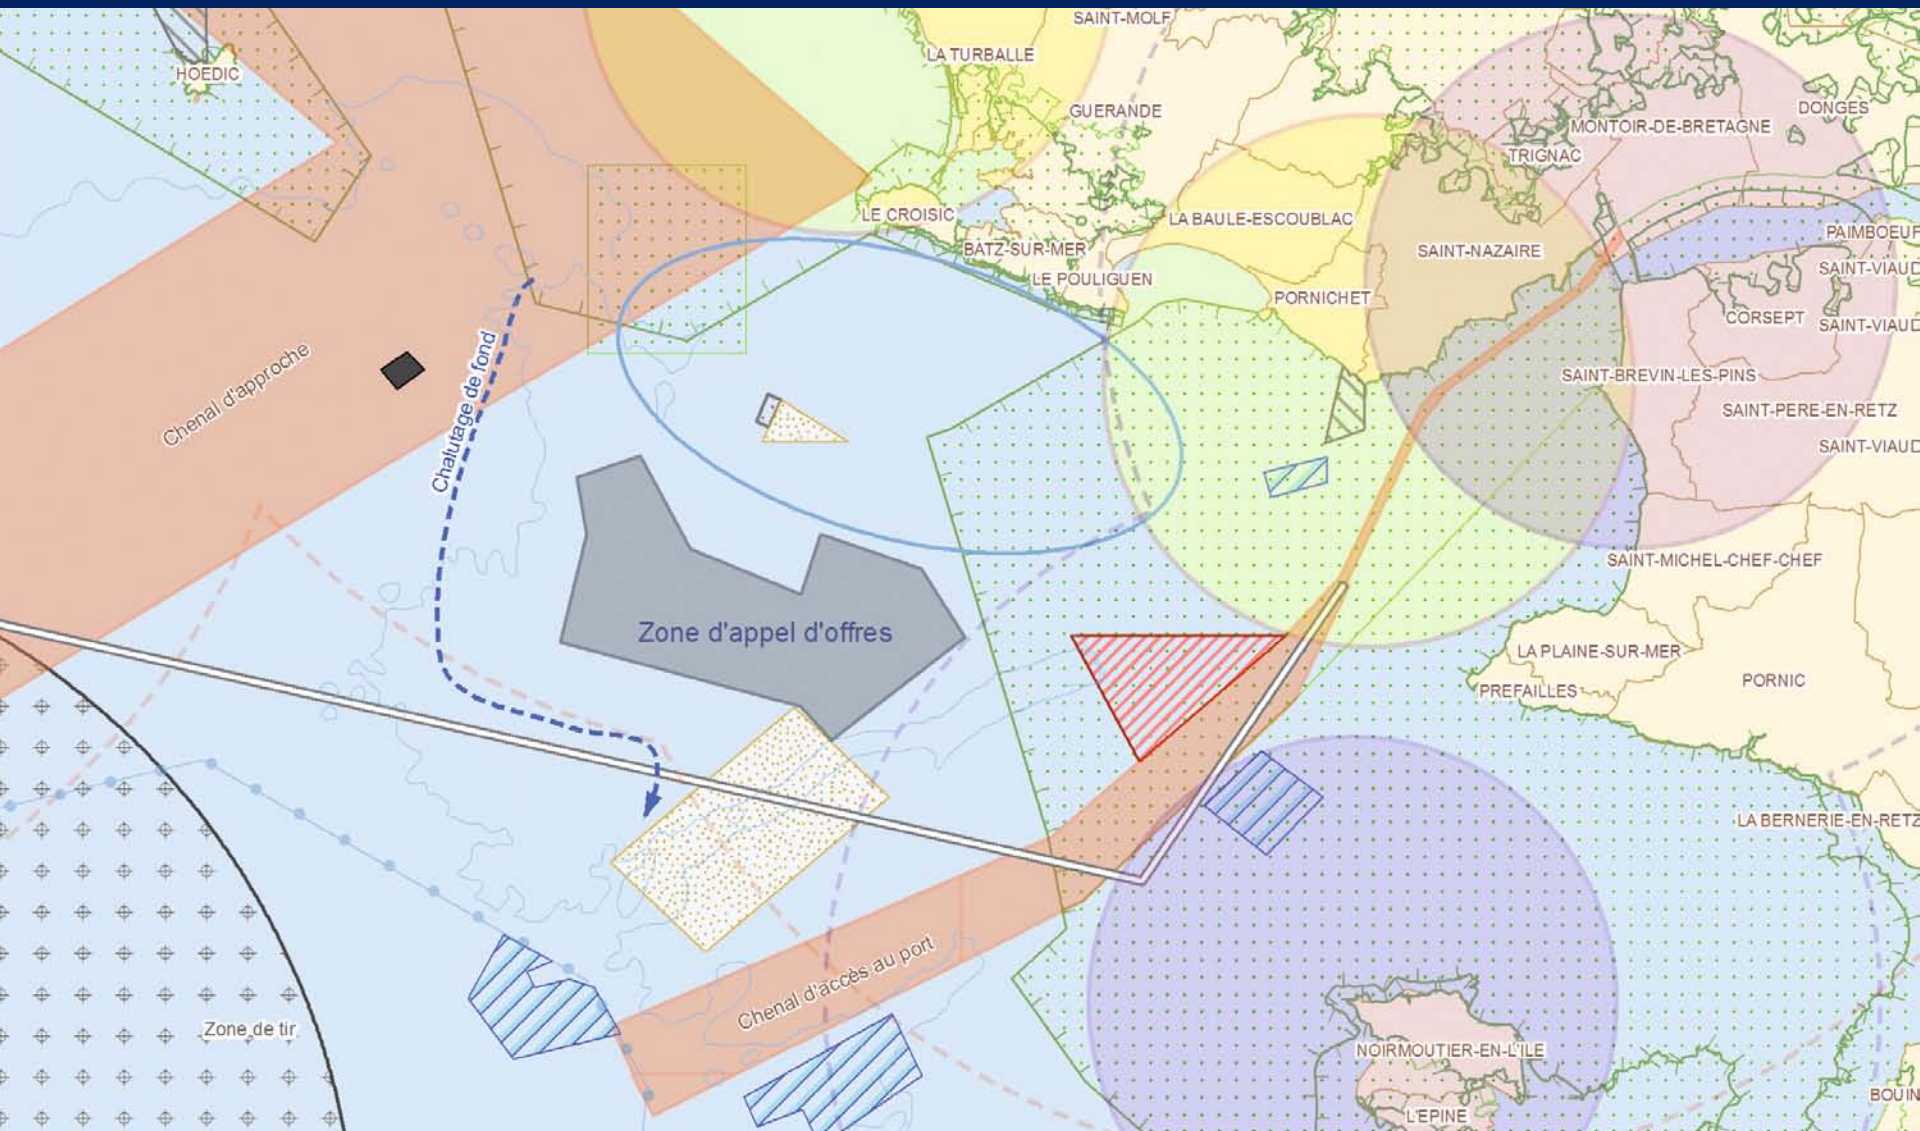 SAINT-MOLF
LA TURBALLE
HOEDIC
GUERANDE
DONGES
MONTOIR-DE-BRETAGNE
TRIGNAC
LE CROISIC
LA BAULE-ESCOUBLAC
PAIMBOEUF
BATZ-SUR-MER
SAINT-NAZAIRE
SAINT-VIAUD
LE POULIGUEN
PORNICHET
CORSEPT
SAINT-VIAUD
Chenal d'approche
Chalutage de fond
SAINT-BREVIN-LES-PINS
SAINT-PERE-EN-RETZ
SAINT-VIAUD
SAINT-MICHEL-CHEF-CHEF
Zone d'appel d'offres
LA PLAINE-SUR-MER
PREFAILLES
PORNIC
LA BERNERIE-EN-RETZ
Chenal d'accès au port
Zone de tir
NOIRMOUTIER-EN-L'ILE
BOUIN
L'EPINE